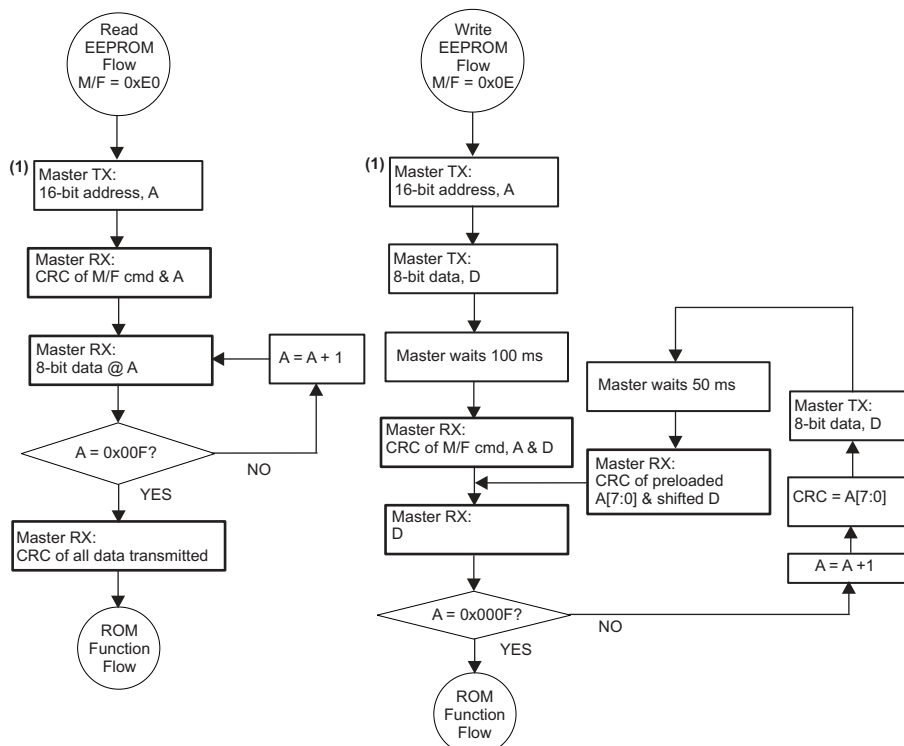 Read
EEPROM
Flow
M/F = 0xE0
(1)
Master TX:
16-bit address, A
Master RX:
CRC of M/F cmd & A
Master RX:
8-bit data @ A
A = A + 1
A = 0x00F?
NO
YES
Master RX:
CRC of all data transmitted
ROM
Function
Flow
Write
EEPROM
Flow
M/F = 0x0E
(1)
Master TX:
16-bit address, A
Master TX:
8-bit data, D
Master waits 100 ms
Master RX:
CRC of M/F cmd, A & D
Master RX:
D
A = 0x000F?
NO
YES
ROM
Function
Flow
Master waits 50 ms
Master RX:
CRC of preloaded
A[7:0] & shifted D
Master TX:
8-bit data, D
CRC = A[7:0]
A = A +1